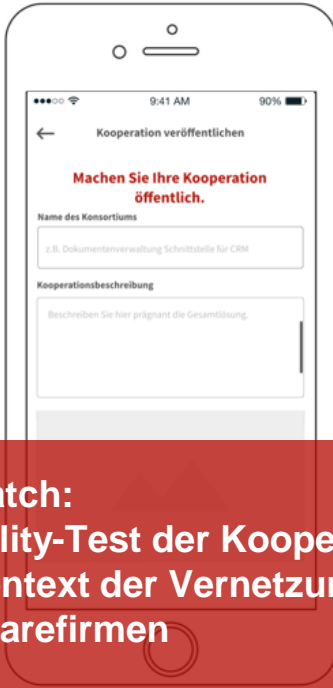 9:41 AM
90%
Kooperation veröffentlichen
Machen Sie Ihre Kooperation
öffentlich.
Name des Konsortiums
z.B. Dokumentenverwaltung Schnittstelle für CRM
Kooperationsbeschreibung
Beschreiben Sie hier prägnant die Gesamtlösung.
atch:
lity-Test der Koope
ntext der Vernetzu
arefirmen